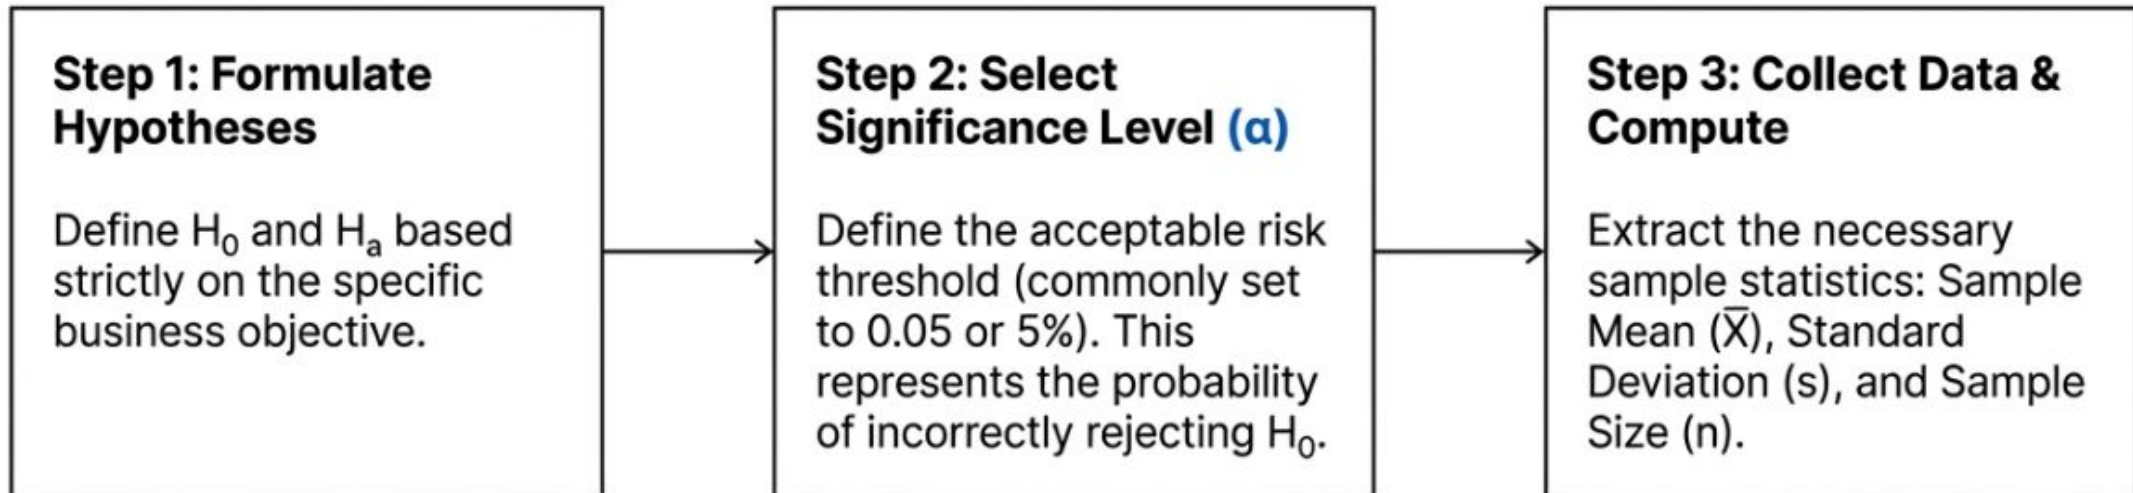 Step 1: Formulate
Hypotheses
Define H₀ and Hₐ based
strictly on the specific
business objective.
Step 2: Select
Significance Level (α)
Define the acceptable risk
threshold (commonly set
to 0.05 or 5%). This
represents the probability
of incorrectly rejecting H₀.
Step 3: Collect Data &
Compute
Extract the necessary
sample statistics: Sample
Mean (X̅), Standard
Deviation (s), and Sample
Size (n).